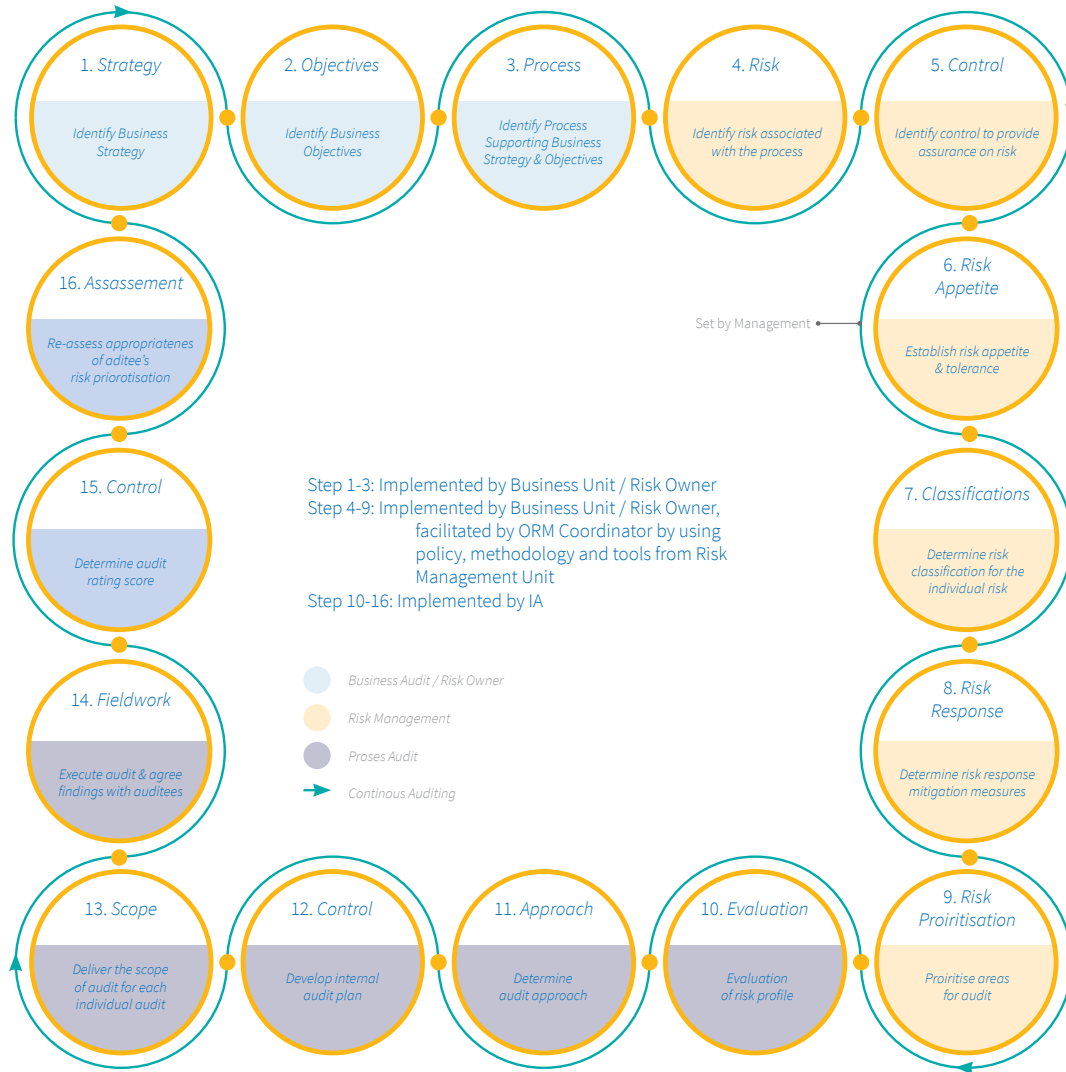 1. Strategy
Identify Business
Strategy
2. Objectives
Identify Business
Objectives
3. Process
Identify Process
Supporting Business
Strategy & Objectives
4. Risk
Identify risk associated
with the process
5. Control
Identify control to provide
assurance on risk
16. Assassement
Re-assess appropriatenes
of aditee's
risk priorotisation
Set by Management
6. Risk
Appetite
Establish risk appetite
& tolerance
15. Control
Determine audit
rating score
Step 1-3: Implemented by Business Unit / Risk Owner
Step 4-9: Implemented by Business Unit / Risk Owner,
facilitated by ORM Coordinator by using
policy, methodology and tools from Risk
Management Unit
Step 10-16: Implemented by IA
7. Classifications
Determine risk
classification for the
individual risk
14. Fieldwork
Execute audit & agree
findings with auditees
Business Audit / Risk Owner
Risk Management
Proses Audit
Continous Auditing
8. Risk
Response
Determine risk response
mitigation measures
13. Scope
Deliver the scope
of audit for each
individual audit
12. Control
Develop internal
audit plan
11. Approach
Determine
audit approach
10. Evaluation
Evaluation
of risk profile
9. Risk
Proiritisation
Proiritise areas
for audit